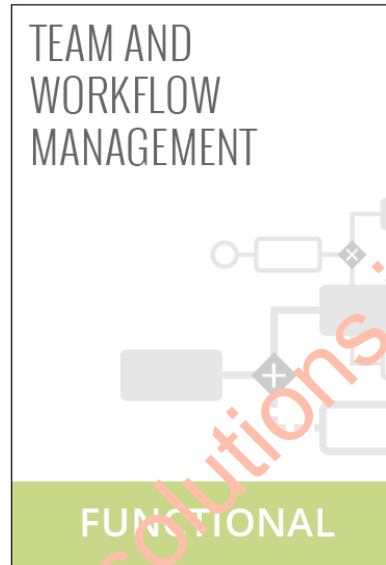 TEAM AND
WORKFLOW
MANAGEMENT
solutions
FUNCTIONAL